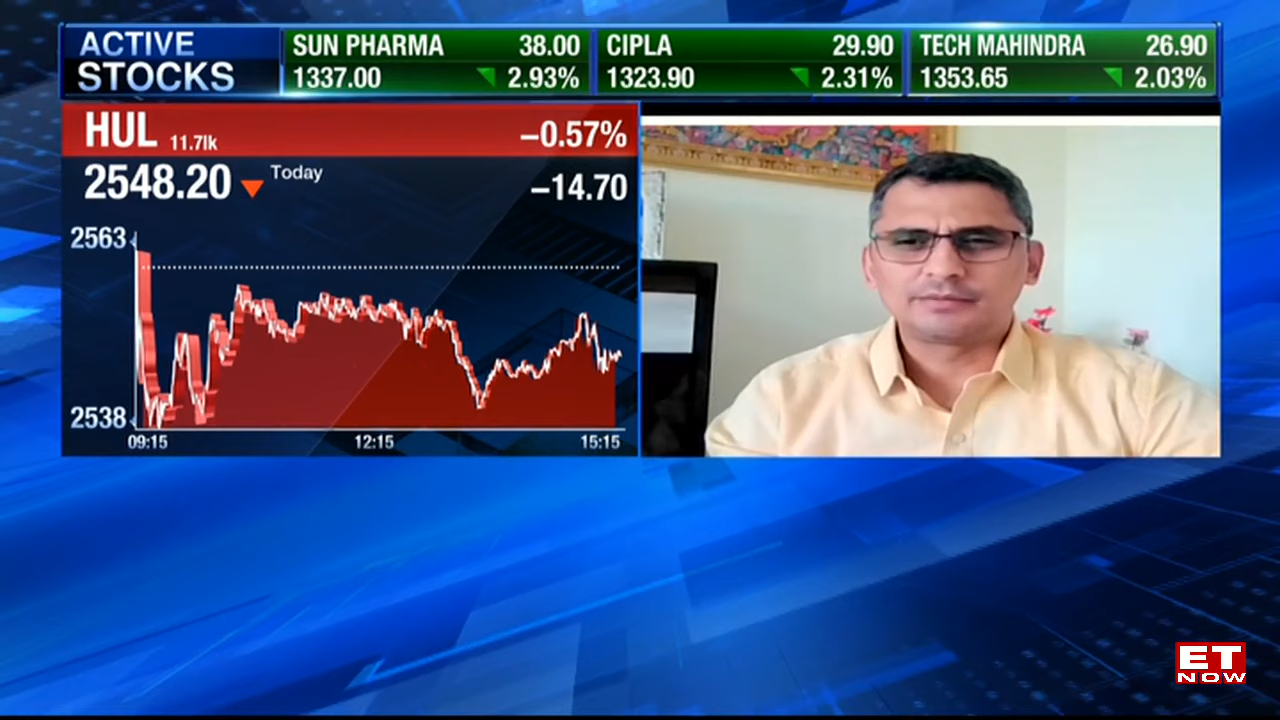 ACTIVE
STOCKS
SUN PHARMA 38.00
1337.00 2.93%
CIPLA 29.90
1323.90 2.31%
TECH MAHINDRA 26.90
1353.65 2.03%
HUL 11.7lk −0.57%
2548.20 Today −14.70
2563
2538
09:15 12:15 15:15
ET
NOW